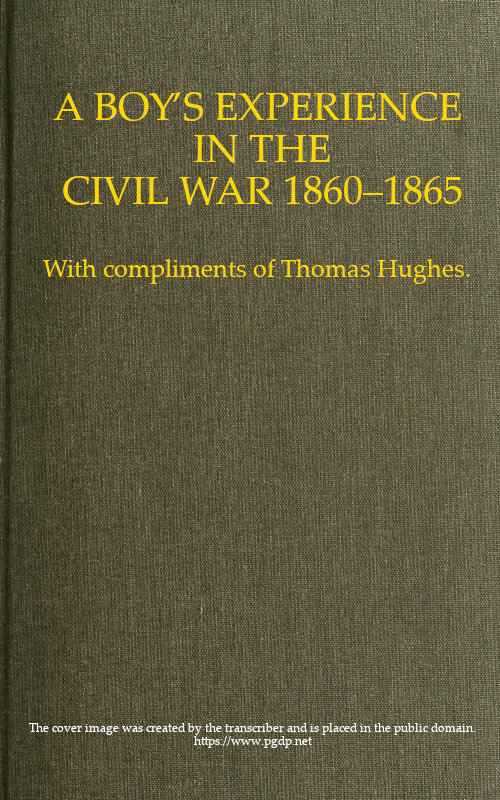 A BOY’S EXPERIENCE
IN THE
CIVIL WAR 1860–1865
With compliments of Thomas Hughes.
The cover image was created by the transcriber and is placed in the public domain.
https://www.pgdp.net